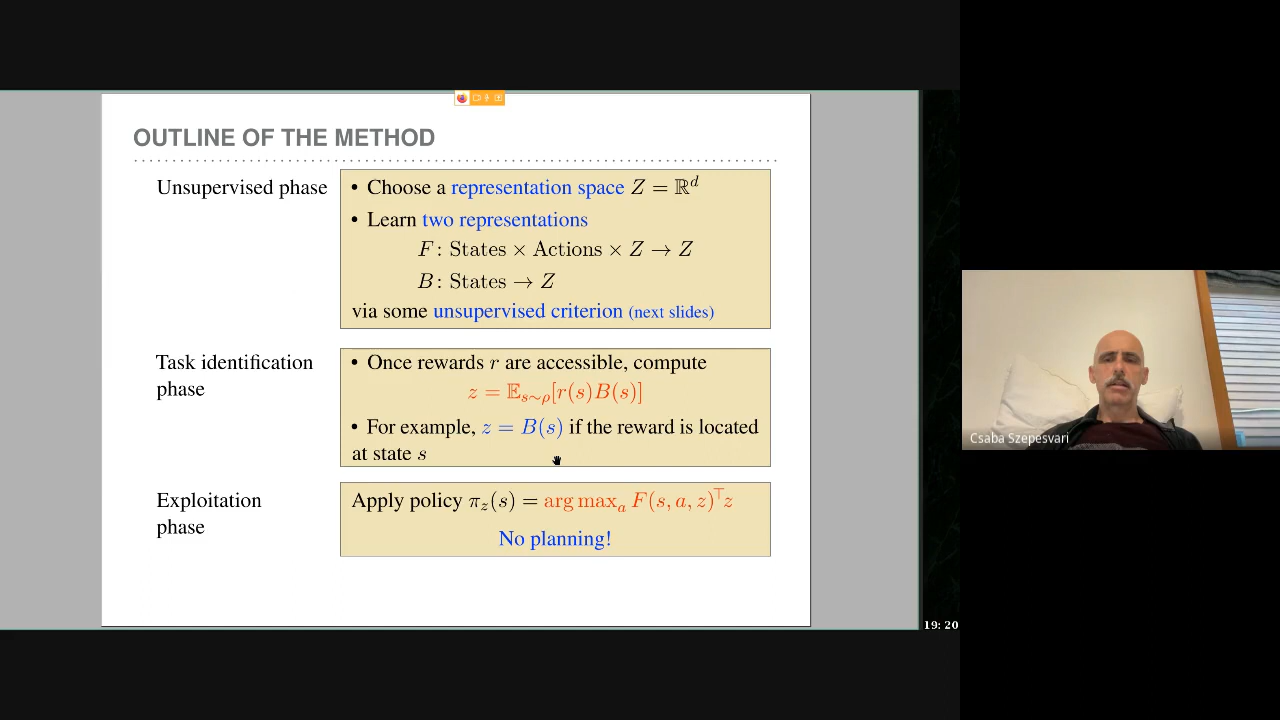 OUTLINE OF THE METHOD
Unsupervised phase
• Choose a representation space Z = ℝ^d
• Learn two representations
F : States × Actions × Z → Z
B : States → Z
via some unsupervised criterion (next slides)
Task identification
phase
• Once rewards r are accessible, compute
z = 𝔼_{s∼ρ}[r(s)B(s)]
• For example, z = B(s) if the reward is located
at state s
Exploitation
phase
Apply policy π_z(s) = arg max_a F(s, a, z)^⊤ z
No planning!
19: 20
Csaba Szepesvari